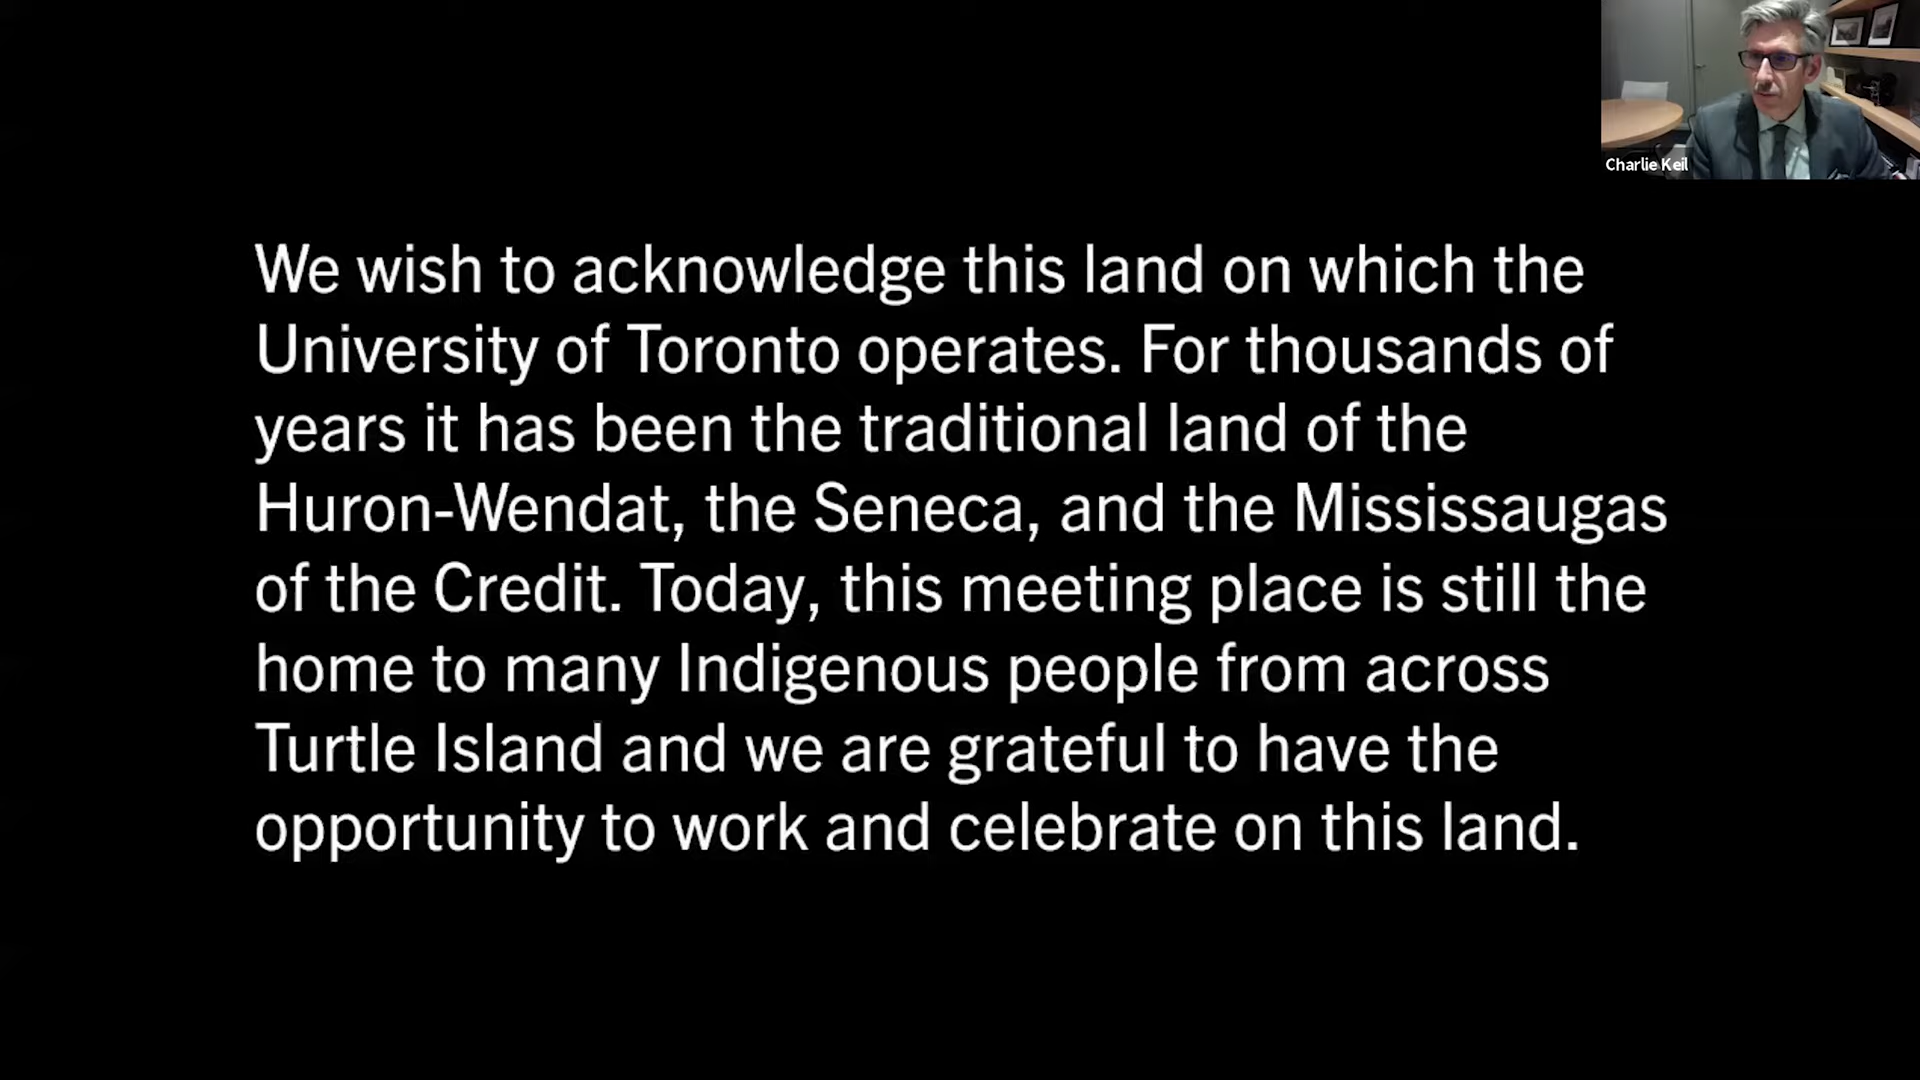 Charlie Keil
We wish to acknowledge this land on which the
University of Toronto operates. For thousands of
years it has been the traditional land of the
Huron-Wendat, the Seneca, and the Mississaugas
of the Credit. Today, this meeting place is still the
home to many Indigenous people from across
Turtle Island and we are grateful to have the
opportunity to work and celebrate on this land.